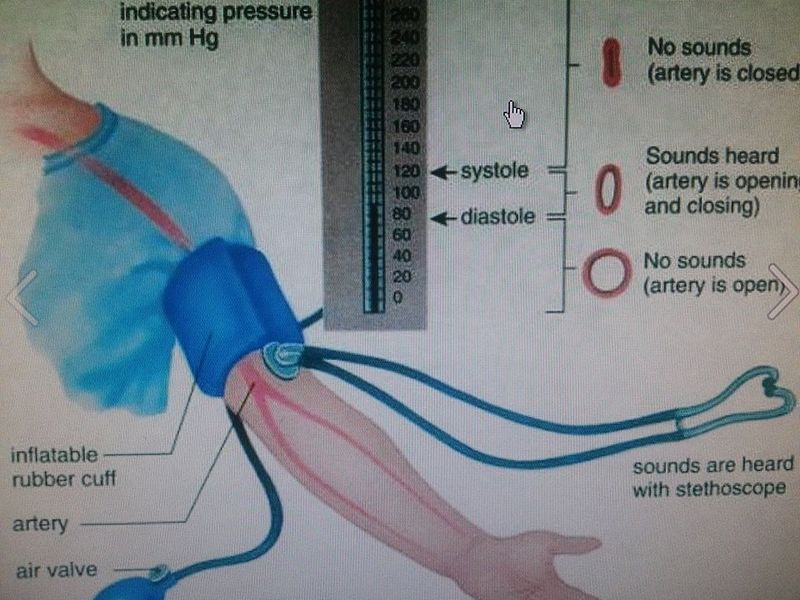 indicating pressure
in mm Hg
260
240
220
200
180
160
140
120
100
80
60
40
20
0
systole
diastole
No sounds
(artery is closed
Sounds heard
(artery is opening
and closing)
No sounds
(artery is open)
inflatable
rubber cuff
artery
air valve
sounds are heard
with stethoscope